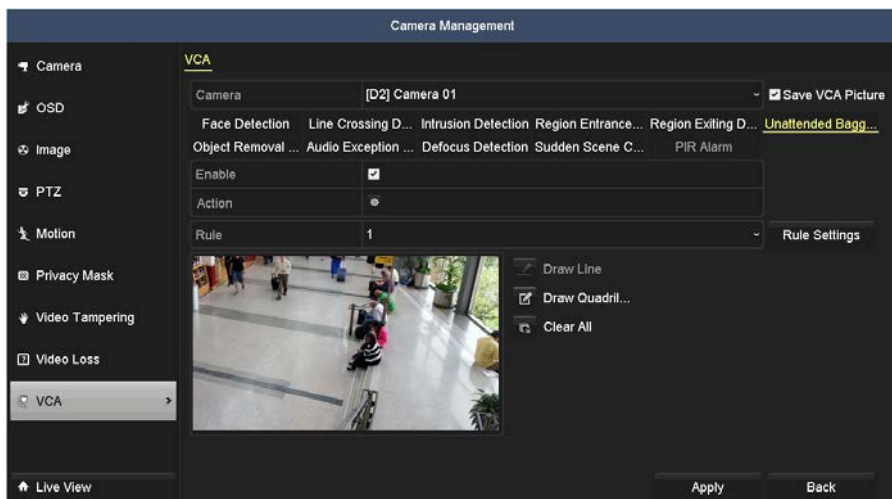 Camera Management
Camera
OSD
Image
PTZ
Motion
Privacy Mask
Video Tampering
Video Loss
VCA
Live View
VCA
Camera [D2] Camera 01 Save VCA Picture
Face Detection Line Crossing D... Intrusion Detection Region Entrance... Region Exiting D... Unattended Bagg...
Object Removal ... Audio Exception ... Defocus Detection Sudden Scene C... PIR Alarm
Enable
Action
Rule 1 Rule Settings
Draw Line
Draw Quadril...
Clear All
Apply Back